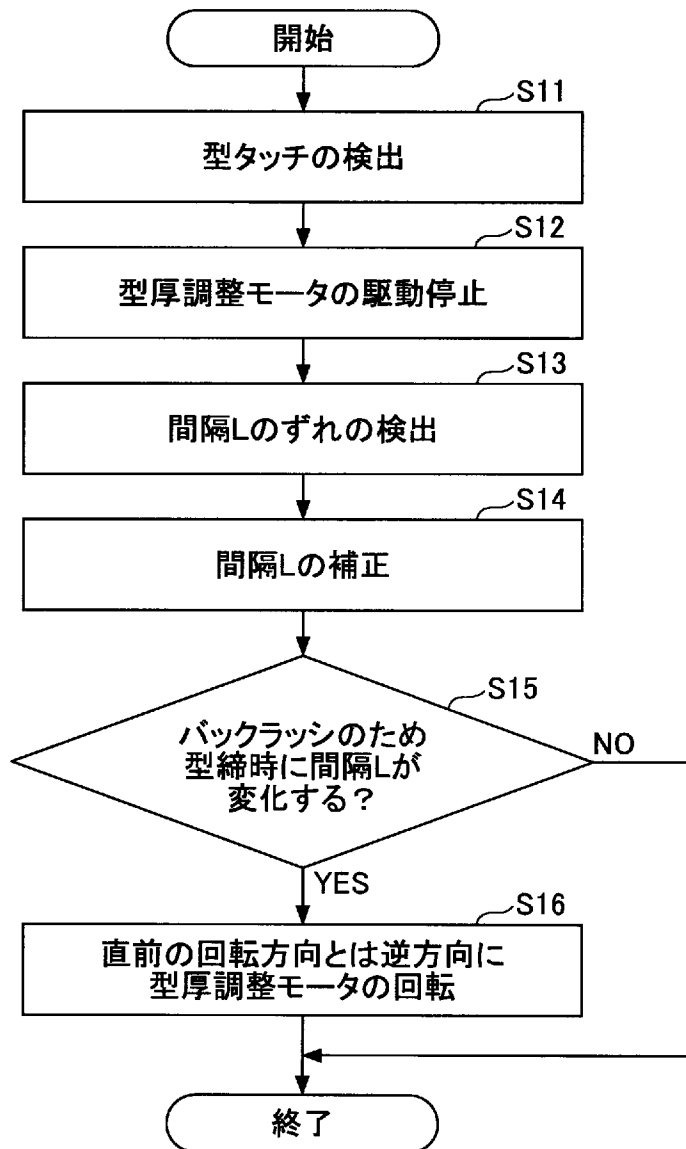 開始
S11
型タッチの検出
S12
型厚調整モータの駆動停止
S13
間隔Lのずれの検出
S14
間隔Lの補正
S15
バックラッシのため
型締時に間隔Lが
変化する？
NO
YES
S16
直前の回転方向とは逆方向に
型厚調整モータの回転
終了